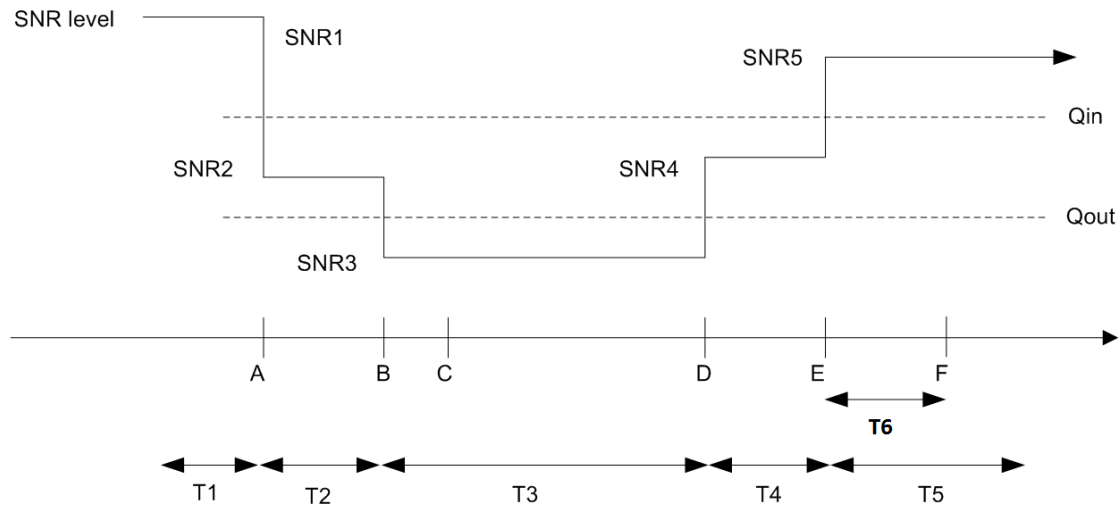 SNR level
SNR1
SNR5
Qin
SNR2
SNR4
Qout
SNR3
A B C D E F
T6
T1 T2 T3 T4 T5